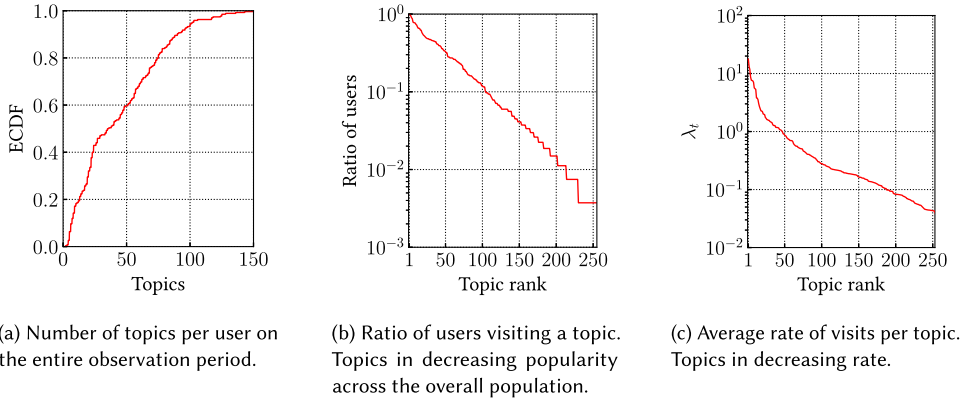 1.0
0.8
0.6
0.4
0.2
0.0
ECDF
0 50 100 150
Topics
(a) Number of topics per user on
the entire observation period.
10^0
10^-1
10^-2
10^-3
Ratio of users
1 50 100 150 200 250
Topic rank
(b) Ratio of users visiting a topic.
Topics in decreasing popularity
across the overall population.
10^2
10^1
10^0
10^-1
10^-2
λ_t
1 50 100 150 200 250
Topic rank
(c) Average rate of visits per topic.
Topics in decreasing rate.